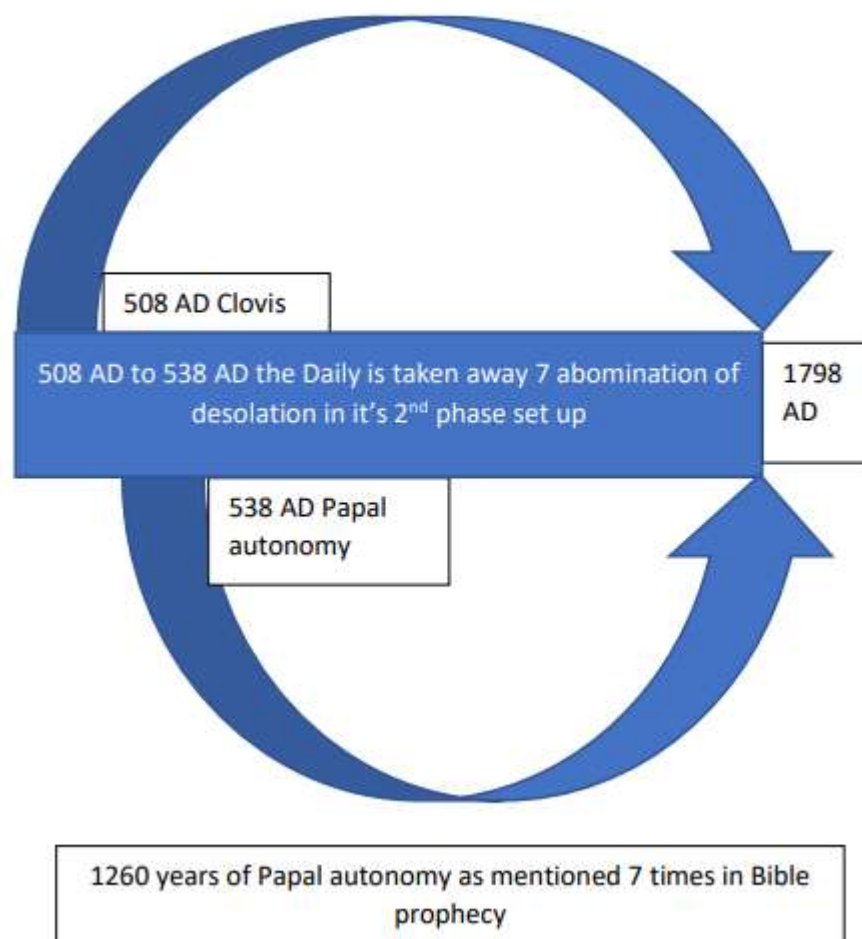 508 AD Clovis
508 AD to 538 AD the Daily is taken away 7 abomination of
desolation in it's 2nd phase set up
1798
AD
538 AD Papal
autonomy
1260 years of Papal autonomy as mentioned 7 times in Bible
prophecy